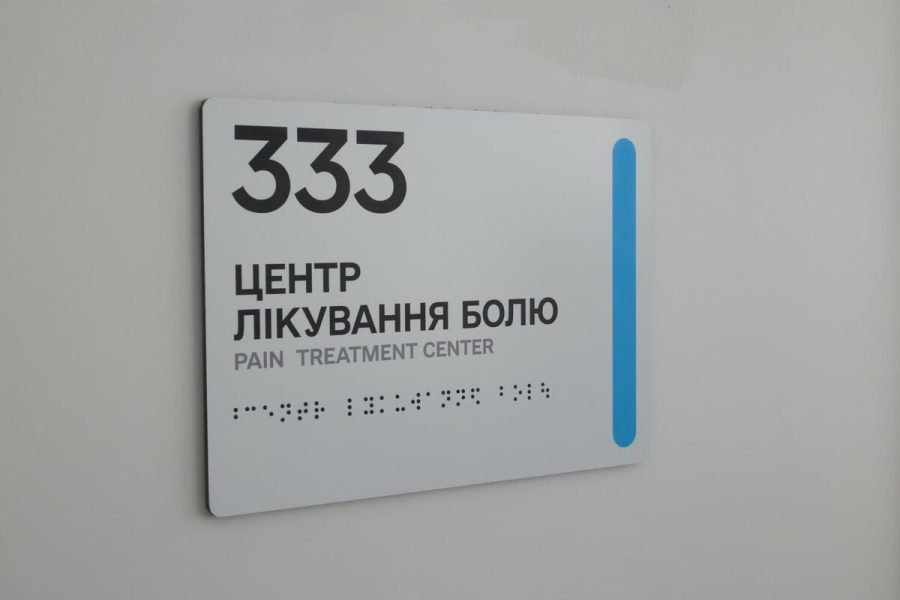 333
ЦЕНТР
ЛІКУВАННЯ БОЛЮ
PAIN TREATMENT CENTER